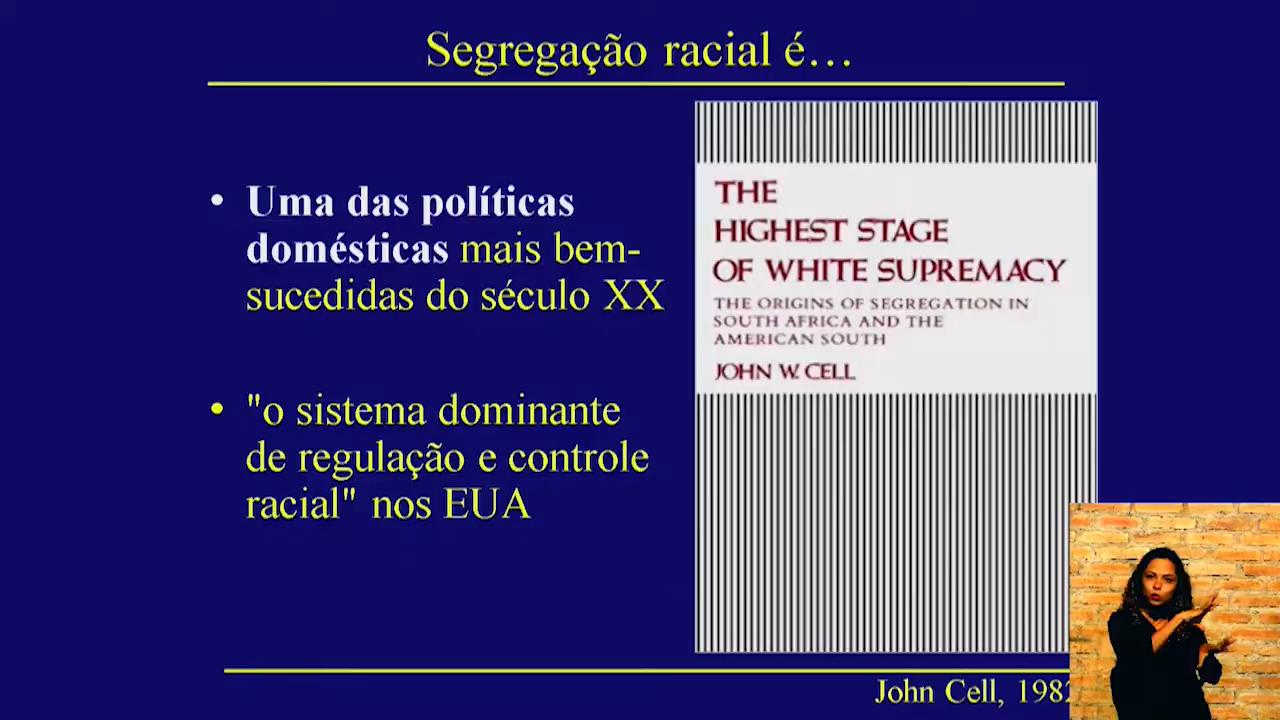 Segregação racial é…
• Uma das políticas
domésticas mais bem-
sucedidas do século XX
• "o sistema dominante
de regulação e controle
racial" nos EUA
THE
HIGHEST STAGE
OF WHITE SUPREMACY
THE ORIGINS OF SEGREGATION IN
SOUTH AFRICA AND THE
AMERICAN SOUTH
JOHN W. CELL
John Cell, 198